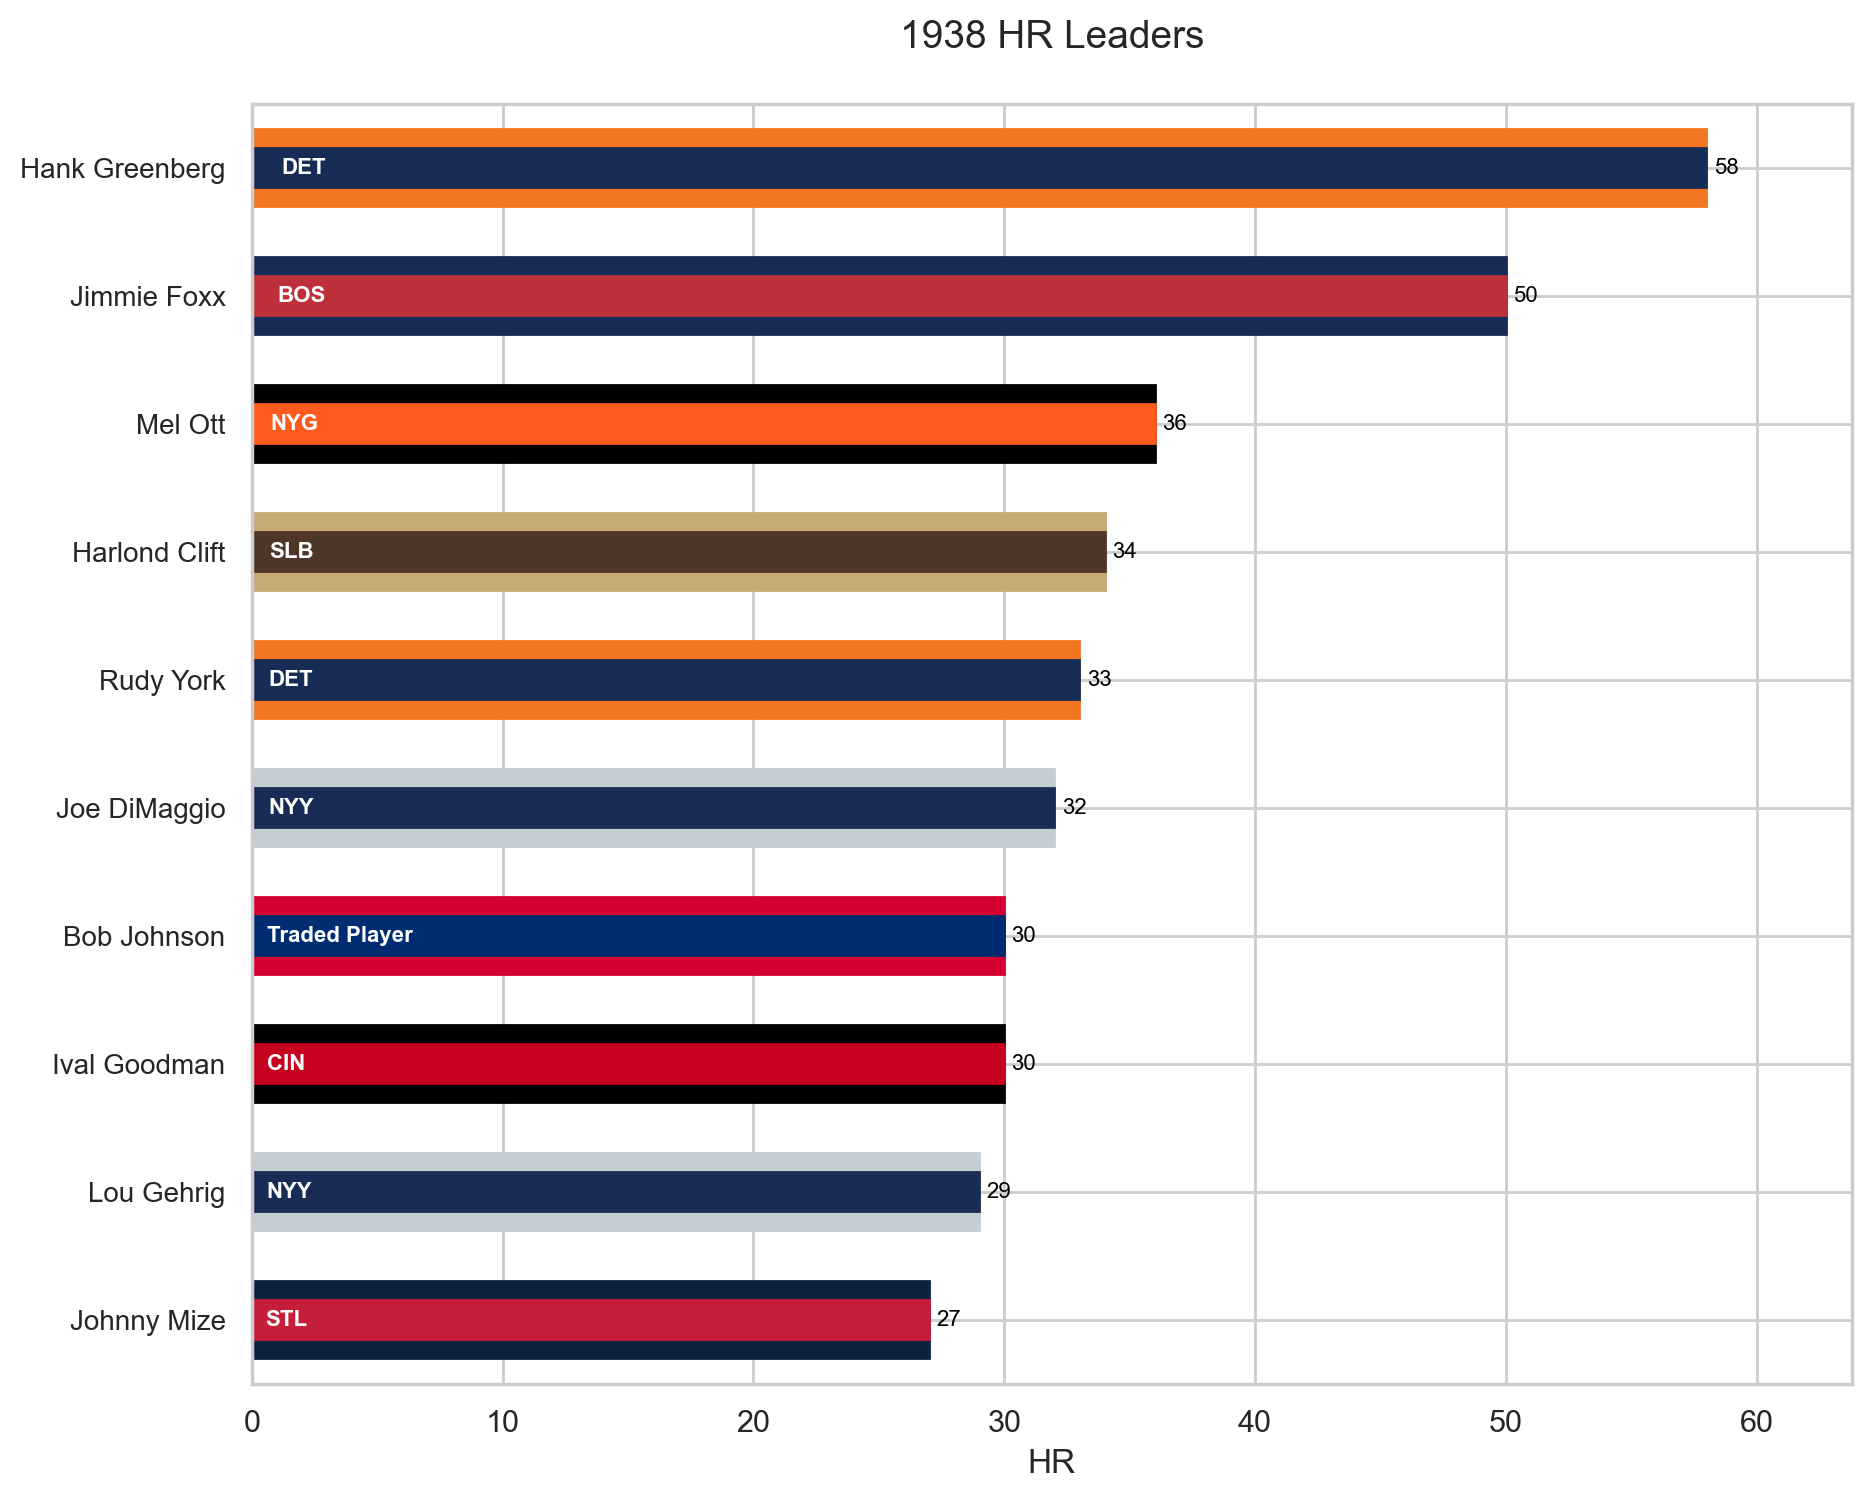 1938 HR Leaders
Hank Greenberg DET 58
Jimmie Foxx BOS 50
Mel Ott NYG 36
Harlond Clift SLB 34
Rudy York DET 33
Joe DiMaggio NYY 32
Bob Johnson Traded Player 30
Ival Goodman CIN 30
Lou Gehrig NYY 29
Johnny Mize STL 27
0 10 20 30 40 50 60
HR